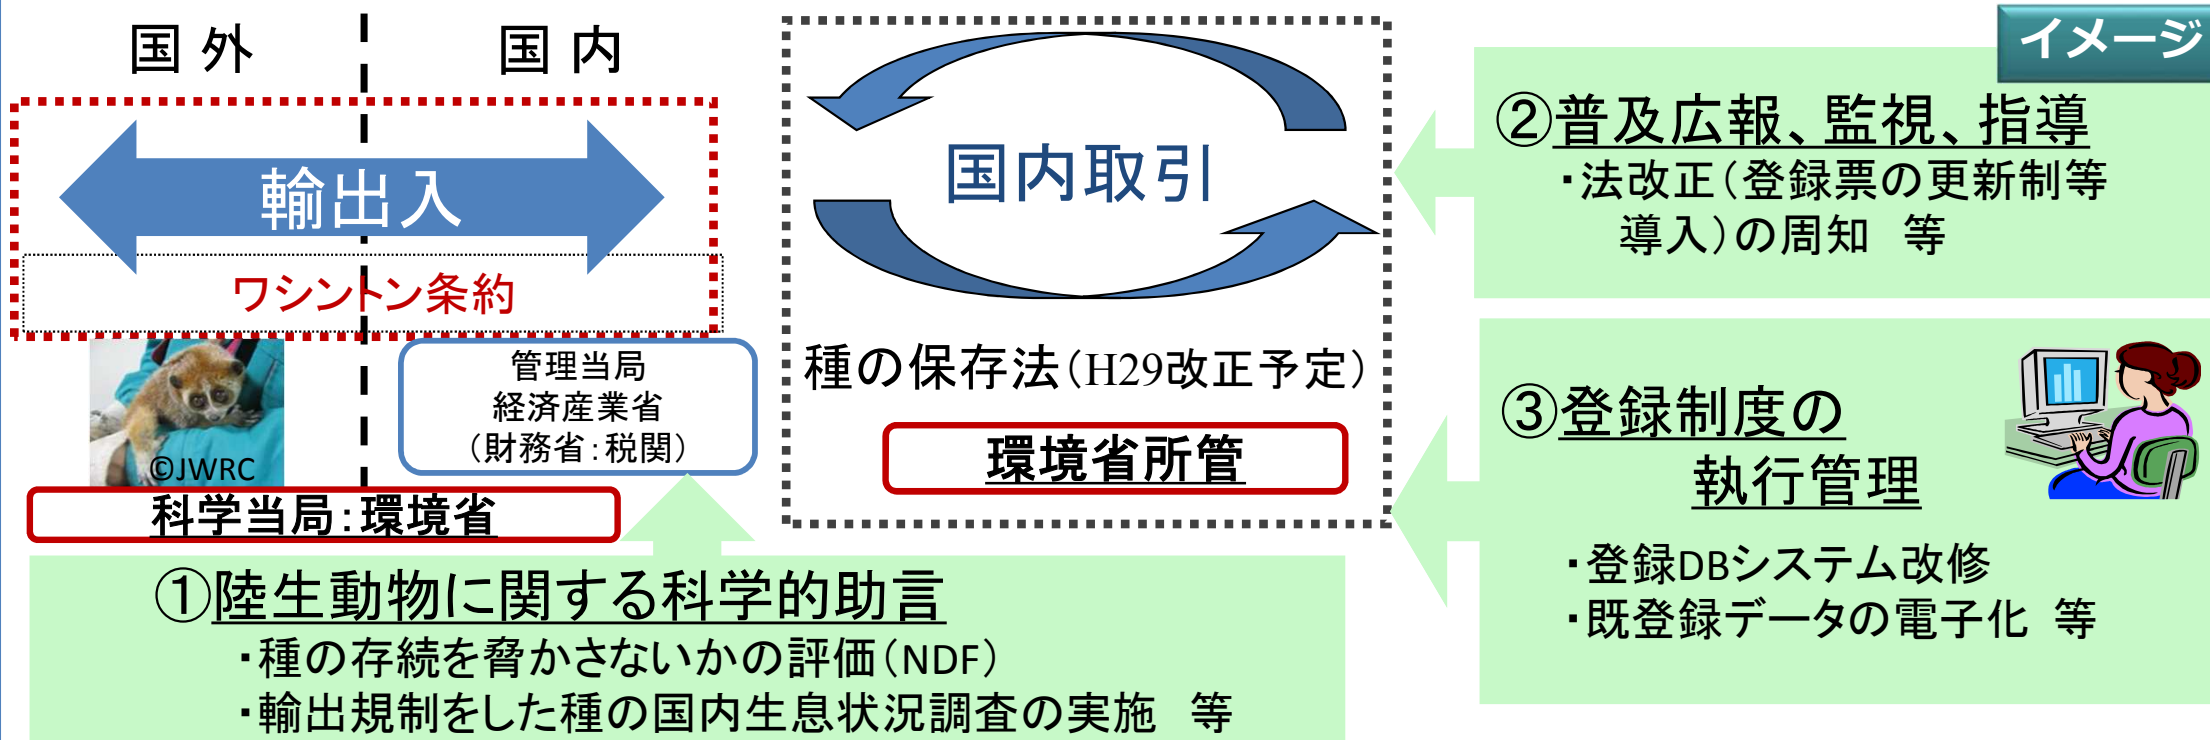 イメージ
国 外
国 内
輸出入
ワシントン条約
©JWRC
管理当局
経済産業省
(財務省:税関)
科学当局:環境省
国内取引
種の保存法(H29改正予定)
環境省所管
①陸生動物に関する科学的助言
・種の存続を脅かさないかの評価(NDF)
・輸出規制をした種の国内生息状況調査の実施 等
②普及広報、監視、指導
・法改正(登録票の更新制等
導入)の周知 等
③登録制度の
執行管理
・登録DBシステム改修
・既登録データの電子化 等